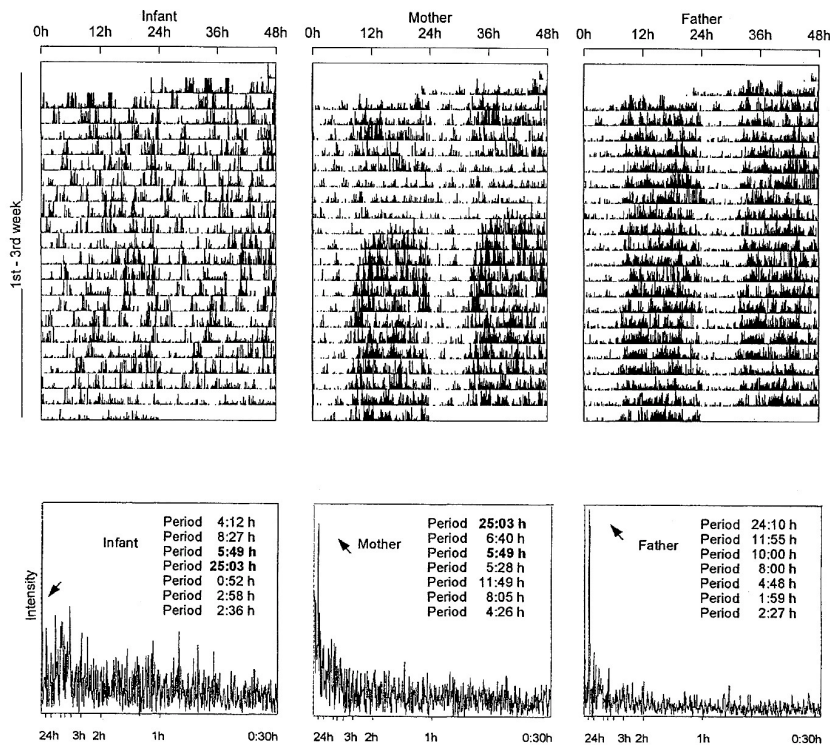 Infant Mother Father
0h 12h 24h 36h 48h 0h 12h 24h 36h 48h 0h 12h 24h 36h 48h
1st - 3rd week
Infant
Period 4:12 h
Period 8:27 h
Period 5:49 h
Period 25:03 h
Period 0:52 h
Period 2:58 h
Period 2:36 h
Mother
Period 25:03 h
Period 6:40 h
Period 5:49 h
Period 5:28 h
Period 11:49 h
Period 8:05 h
Period 4:26 h
Father
Period 24:10 h
Period 11:55 h
Period 10:00 h
Period 8:00 h
Period 4:48 h
Period 1:59 h
Period 2:27 h
Intensity
24h 3h 2h 1h 0:30h 24h 3h 2h 1h 0:30h 24h 3h 2h 1h 0:30h